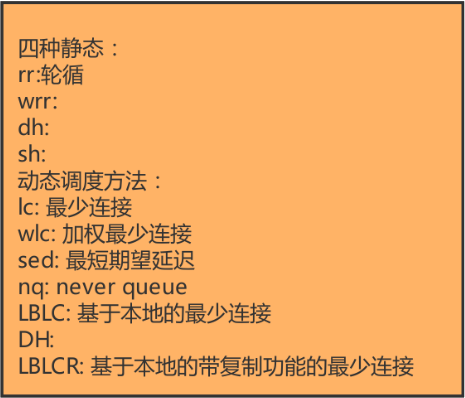 四种静态：
rr:轮循
wrr:
dh:
sh:
动态调度方法：
lc: 最少连接
wlc: 加权最少连接
sed: 最短期望延迟
nq: never queue
LBLC: 基于本地的最少连接
DH:
LBLCR: 基于本地的带复制功能的最少连接